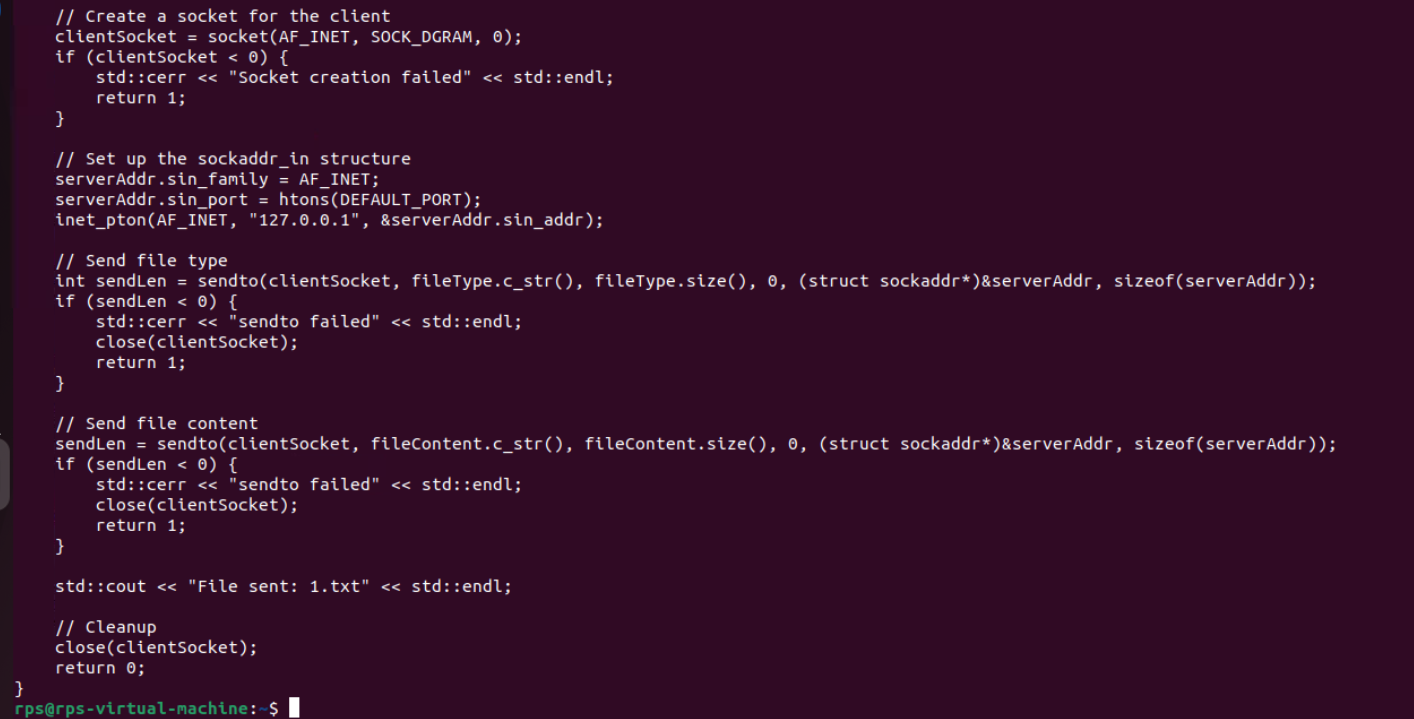 // Create a socket for the client
clientSocket = socket(AF_INET, SOCK_DGRAM, 0);
if (clientSocket < 0) {
std::cerr << "Socket creation failed" << std::endl;
return 1;
}
// Set up the sockaddr_in structure
serverAddr.sin_family = AF_INET;
serverAddr.sin_port = htons(DEFAULT_PORT);
inet_pton(AF_INET, "127.0.0.1", &serverAddr.sin_addr);
// Send file type
int sendLen = sendto(clientSocket, fileType.c_str(), fileType.size(), 0, (struct sockaddr*)&serverAddr, sizeof(serverAddr));
if (sendLen < 0) {
std::cerr << "sendto failed" << std::endl;
close(clientSocket);
return 1;
}
// Send file content
sendLen = sendto(clientSocket, fileContent.c_str(), fileContent.size(), 0, (struct sockaddr*)&serverAddr, sizeof(serverAddr));
if (sendLen < 0) {
std::cerr << "sendto failed" << std::endl;
close(clientSocket);
return 1;
}
std::cout << "File sent: 1.txt" << std::endl;
// Cleanup
close(clientSocket);
return 0;
}
rps@rps-virtual-machine:~$